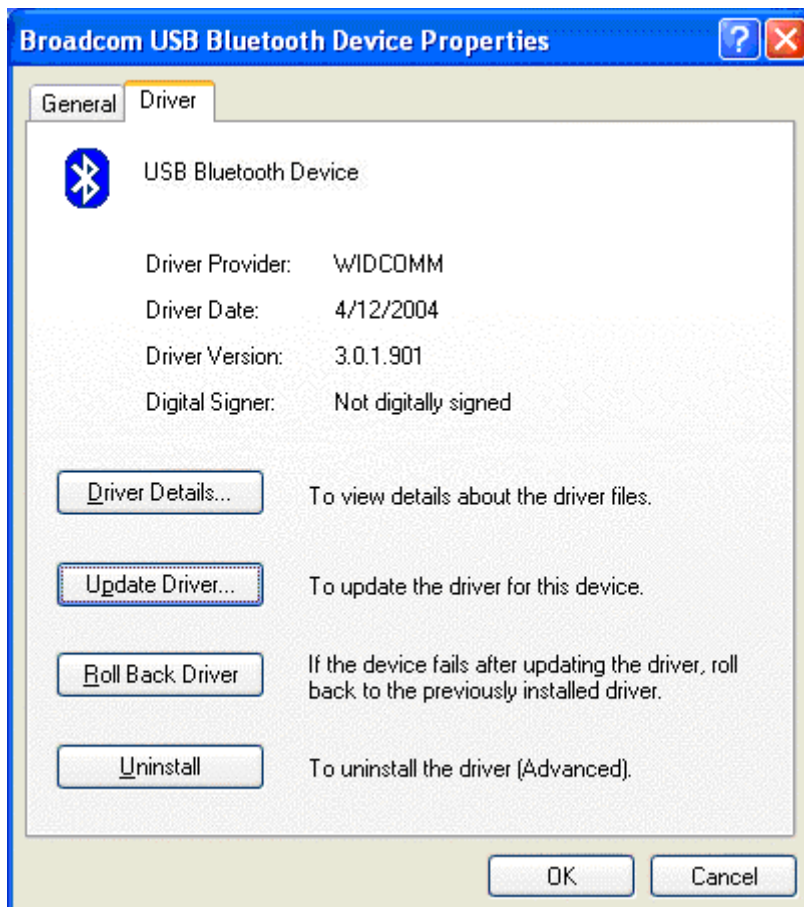 Broadcom USB Bluetooth Device Properties
General Driver
USB Bluetooth Device
Driver Provider: WIDCOMM
Driver Date: 4/12/2004
Driver Version: 3.0.1.901
Digital Signer: Not digitally signed
Driver Details... To view details about the driver files.
Update Driver... To update the driver for this device.
Roll Back Driver If the device fails after updating the driver, roll
back to the previously installed driver.
Uninstall To uninstall the driver (Advanced).
OK Cancel